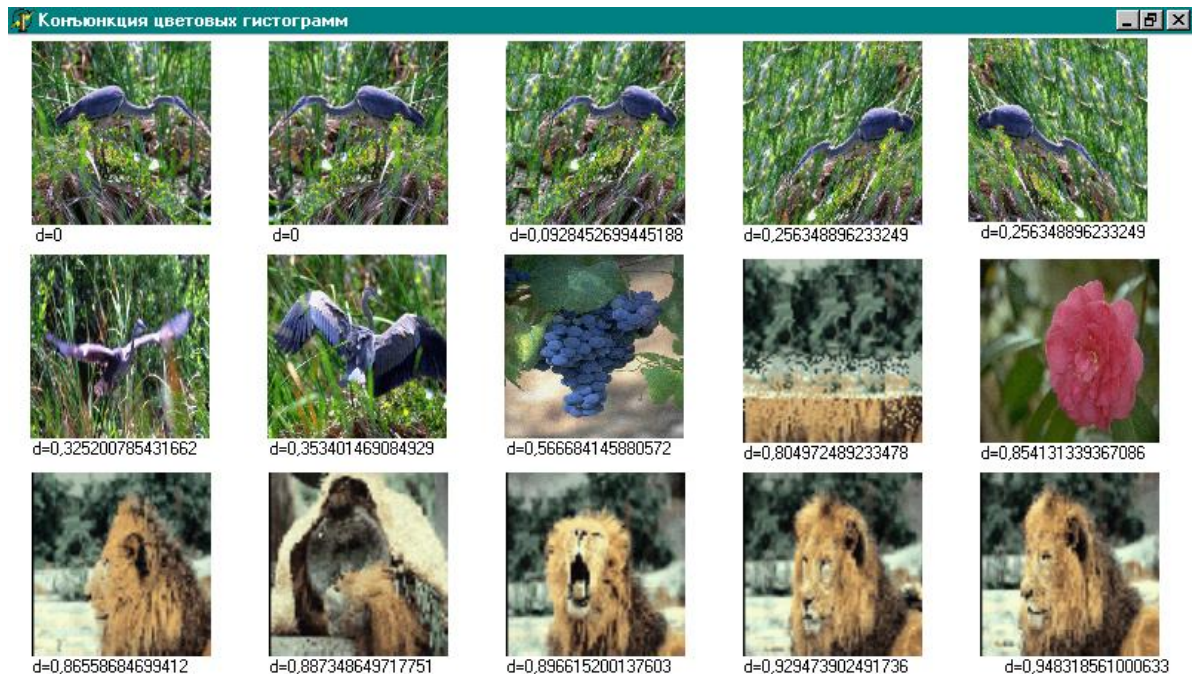 Конъюнкция цветовых гистограмм
d=0 d=0 d=0,0928452699445188 d=0,256348896233249 d=0,256348896233249
d=0,325200785431662 d=0,353401469084929 d=0,566684145880572 d=0,804972489233478 d=0,854131339367086
d=0,86558684699412 d=0,887348649717751 d=0,896615200137603 d=0,929473902491736 d=0,948318561000633